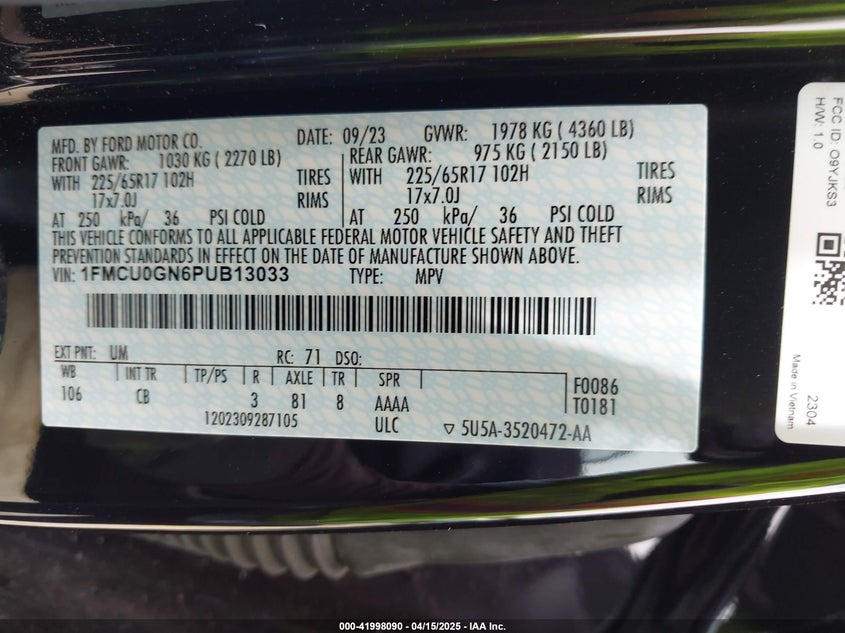 MFD. BY FORD MOTOR CO. DATE: 09/23 GVWR: 1978 KG ( 4360 LB)
FRONT GAWR: 1030 KG ( 2270 LB) REAR GAWR: 975 KG ( 2150 LB)
WITH 225/65R17 102H TIRES WITH 225/65R17 102H TIRES
17x7.0J RIMS 17x7.0J RIMS
AT 250 kPa/ 36 PSI COLD AT 250 kPa/ 36 PSI COLD
THIS VEHICLE CONFORMS TO ALL APPLICABLE FEDERAL MOTOR VEHICLE SAFETY AND THEFT
PREVENTION STANDARDS IN EFFECT ON THE DATE OF MANUFACTURE SHOWN ABOVE.
VIN: 1FMCU0GN6PUB13033 TYPE: MPV
EXT PNT: UM RC: 71 DSO:
WB INT TR TP/PS R AXLE TR SPR F0086
106 CB 3 81 8 AAAA T0181
1202309287105 ULC ▽ 5U5A-3520472-AA
FCC ID: O9YJKS3
H/W: 1.0
2304
Made in Vietnam
000-41998090 - 04/15/2025 - IAA Inc.